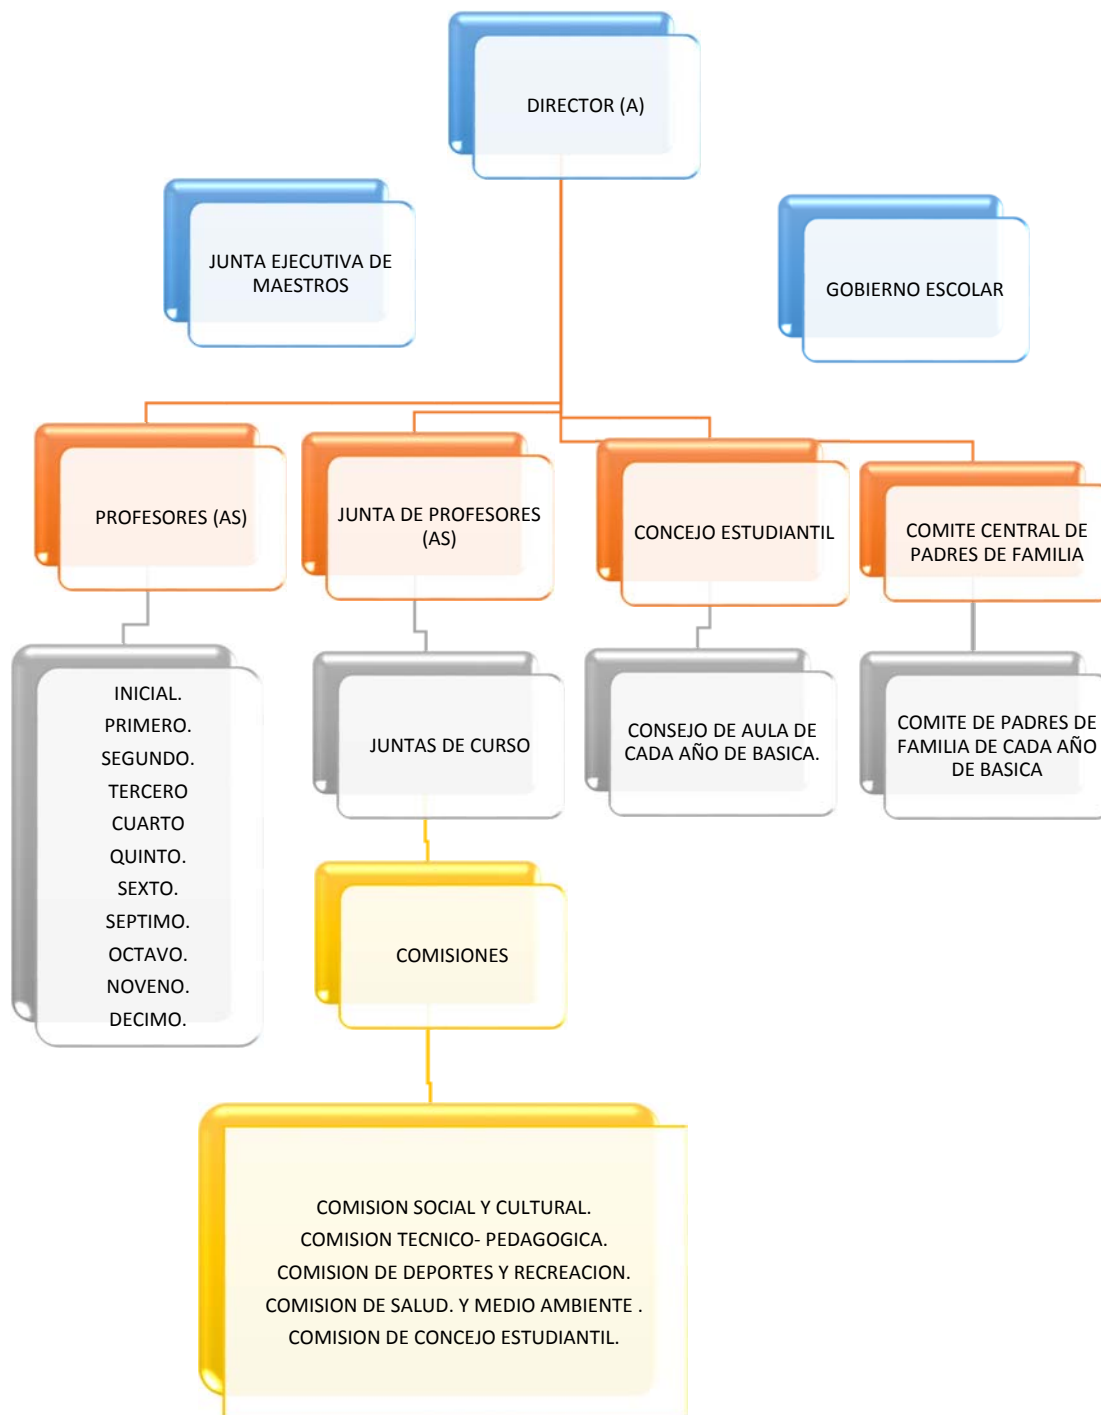 DIRECTOR (A)
JUNTA EJECUTIVA DE
MAESTROS
GOBIERNO ESCOLAR
PROFESORES (AS)
JUNTA DE PROFESORES
(AS)
CONCEJO ESTUDIANTIL
COMITE CENTRAL DE
PADRES DE FAMILIA
INICIAL.
PRIMERO.
SEGUNDO.
TERCERO
CUARTO
QUINTO.
SEXTO.
SEPTIMO.
OCTAVO.
NOVENO.
DECIMO.
JUNTAS DE CURSO
CONSEJO DE AULA DE
CADA AÑO DE BASICA.
COMITE DE PADRES DE
FAMILIA DE CADA AÑO
DE BASICA
COMISIONES
COMISION SOCIAL Y CULTURAL.
COMISION TECNICO- PEDAGOGICA.
COMISION DE DEPORTES Y RECREACION.
COMISION DE SALUD. Y MEDIO AMBIENTE .
COMISION DE CONCEJO ESTUDIANTIL.